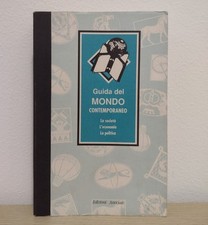 Guida del
MONDO
CONTEMPORANEO
La società
L'economia
La politica